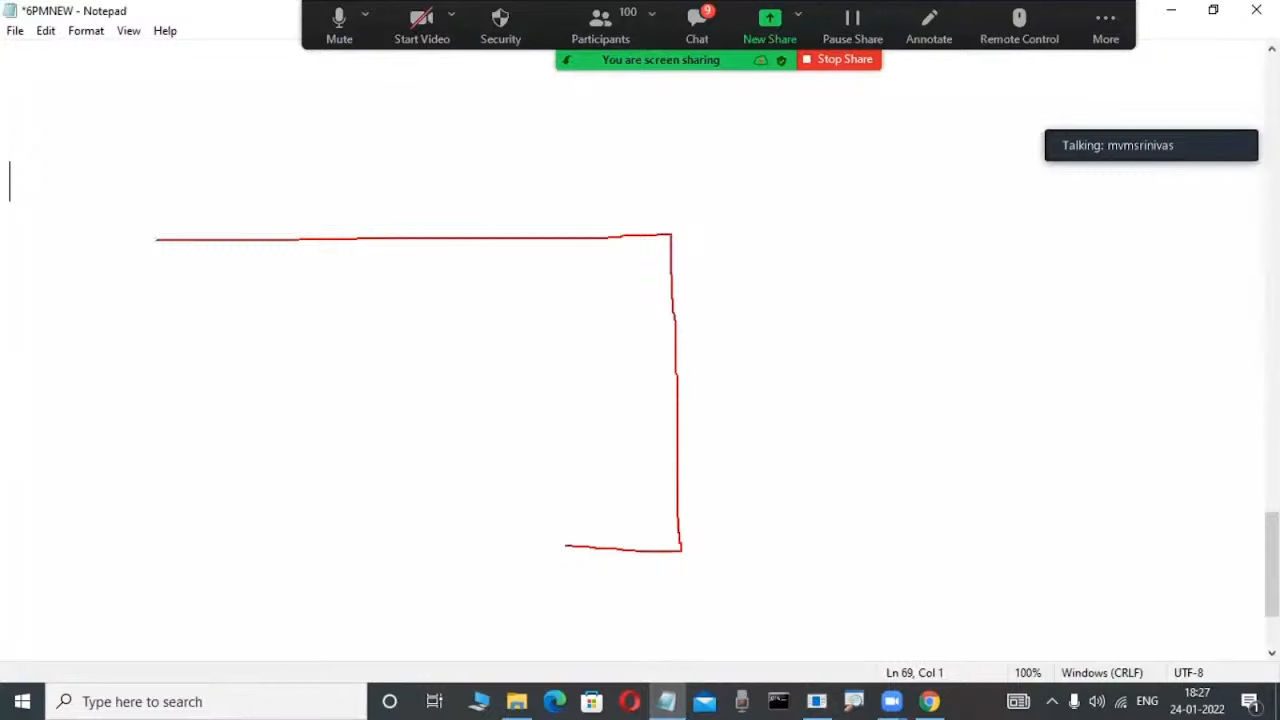 *6PMNEW - Notepad
File Edit Format View Help
100
9
Mute Start Video Security Participants Chat New Share Pause Share Annotate Remote Control More
You are screen sharing Stop Share
Talking: mvmsrinivas
Ln 69, Col 1 100% Windows (CRLF) UTF-8
Type here to search
ENG
18:27
24-01-2022
1